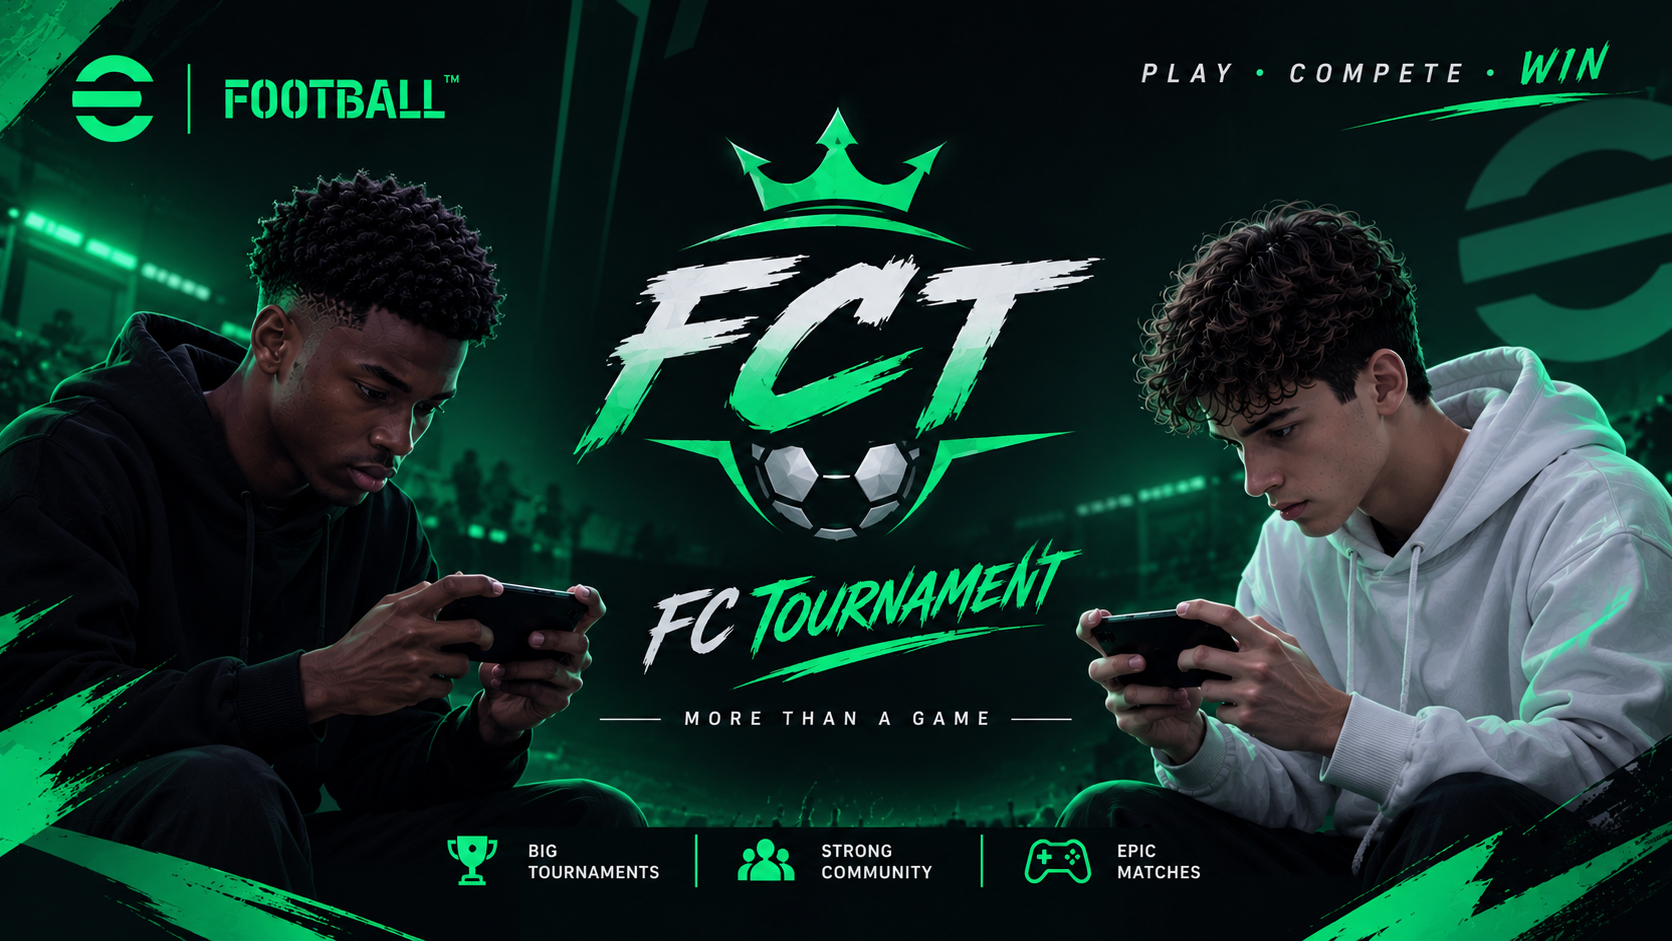 FOOTBALL™
PLAY • COMPETE • WIN
FCT
FC TOURNAMENT
MORE THAN A GAME
BIG
TOURNAMENTS
STRONG
COMMUNITY
EPIC
MATCHES